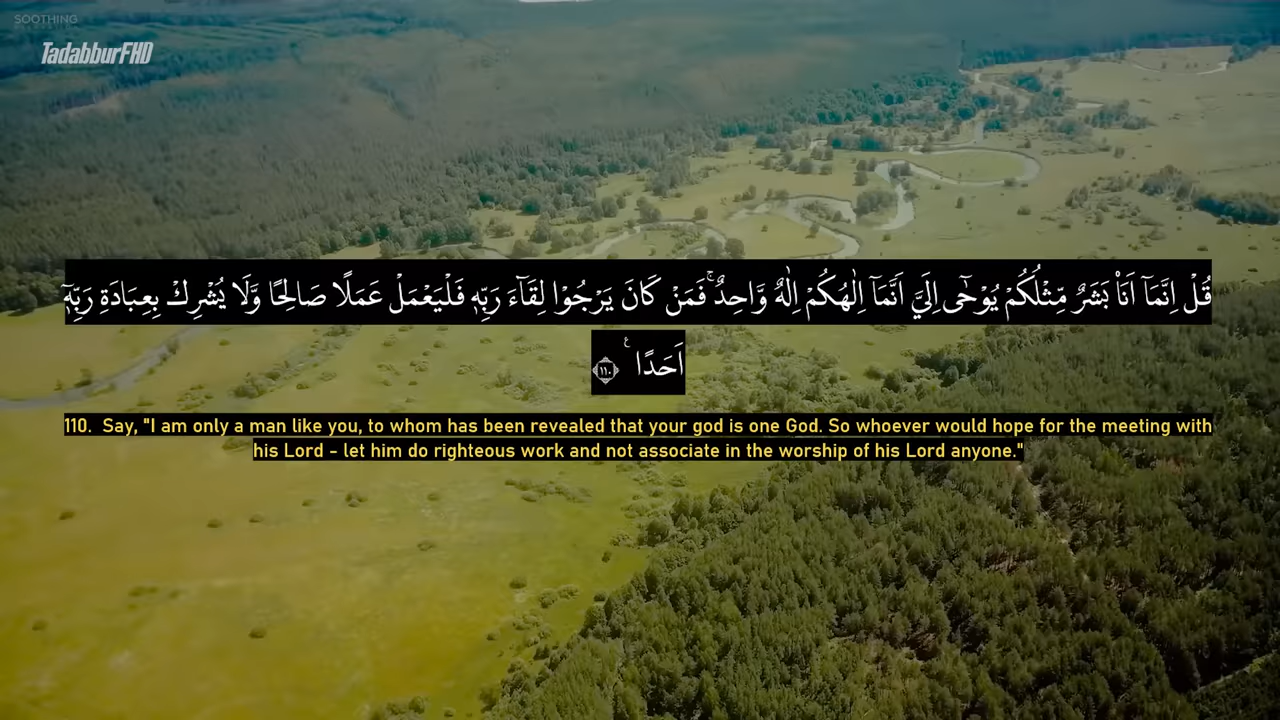 SOOTHING
TadabburFHD
قُلْ اِنَّمَاۤ اَنَا۠ بَشَرٌ مِّثْلُكُمْ يُوْحٰۤى اِلَيَّ اَنَّمَاۤ اِلٰهُكُمْ اِلٰهٌ وَّاحِدٌ ۚ فَمَنْ كَانَ يَرْجُوْا لِقَآءَ رَبِّهٖ فَلْيَعْمَلْ عَمَلًا صَالِحًا وَّلَا يُشْرِكْ بِعِبَادَةِ رَبِّهٖۤ
اَحَدًا ۧ ١١٠
110. Say, "I am only a man like you, to whom has been revealed that your god is one God. So whoever would hope for the meeting with
his Lord - let him do righteous work and not associate in the worship of his Lord anyone."